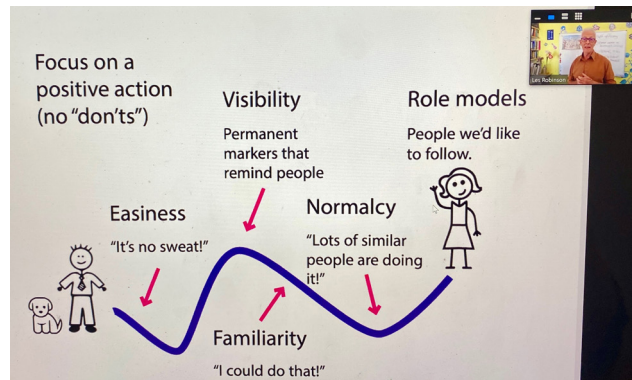 Focus on a
positive action
(no “don’ts”)
Visibility
Permanent
markers that
remind people
Role models
People we’d like
to follow.
Easiness
“It’s no sweat!”
Normalcy
“Lots of similar
people are doing
it!”
Familiarity
“I could do that!”
Les Robinson